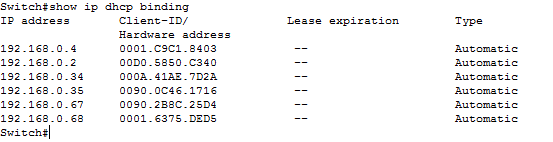 Switch#show ip dhcp binding
IP address       Client-ID/              Lease expiration        Type
                 Hardware address
192.168.0.4      0001.C9C1.8403           --                     Automatic
192.168.0.2      00D0.5850.C340           --                     Automatic
192.168.0.34     000A.41AE.7D2A           --                     Automatic
192.168.0.35     0090.0C46.1716           --                     Automatic
192.168.0.67     0090.2B8C.25D4           --                     Automatic
192.168.0.68     0001.6375.DED5           --                     Automatic
Switch#